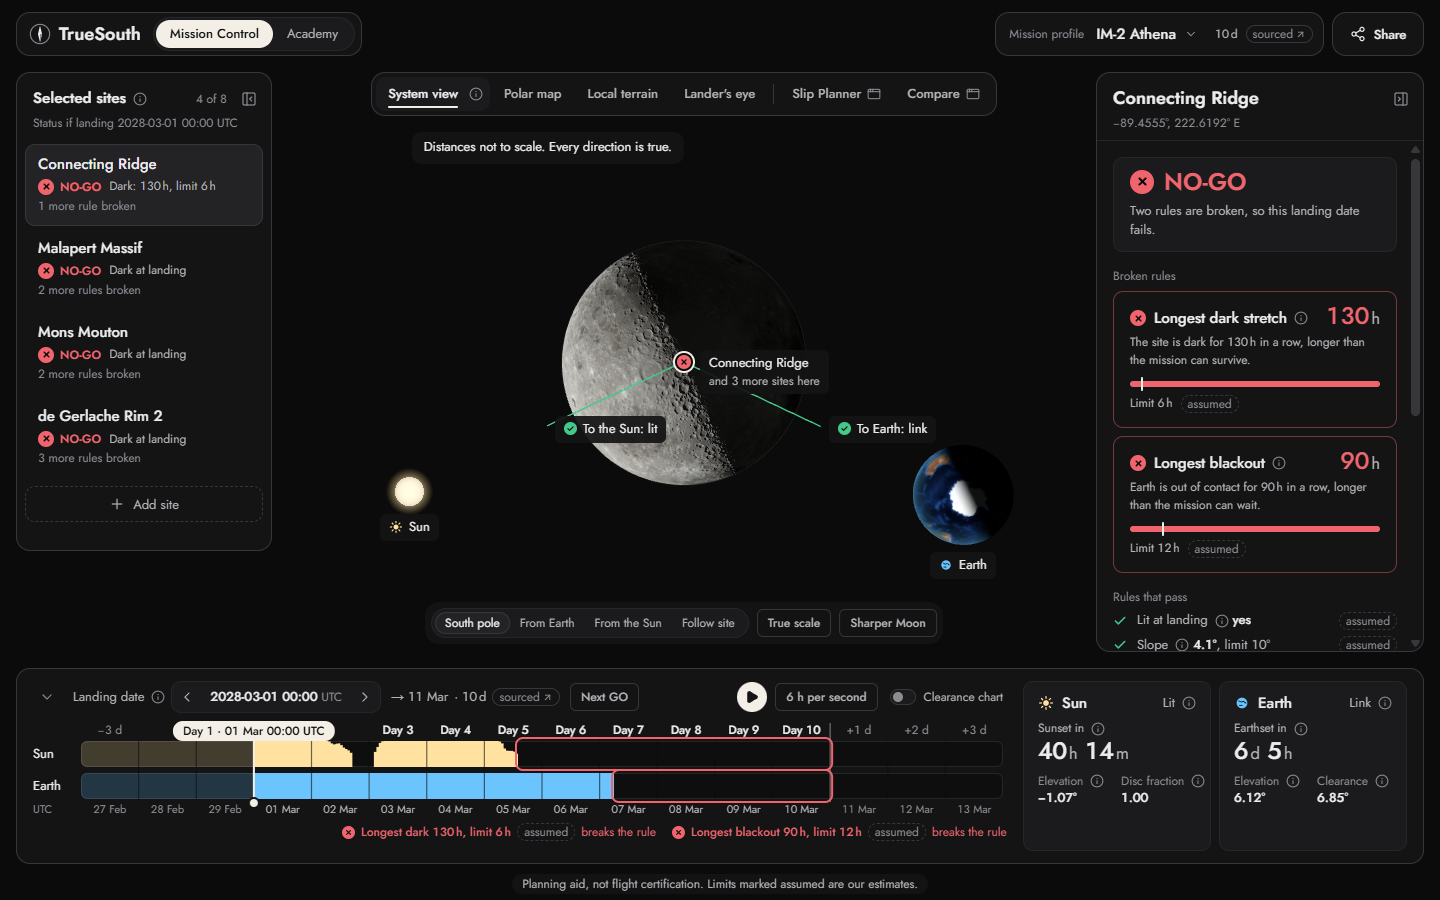 TrueSouth
Mission Control
Academy
Mission profile IM-2 Athena 10 d sourced ↗
Share
Selected sites 4 of 8
Status if landing 2028-03-01 00:00 UTC
Connecting Ridge
NO-GO Dark: 130 h, limit 6 h
1 more rule broken
Malapert Massif
NO-GO Dark at landing
2 more rules broken
Mons Mouton
NO-GO Dark at landing
2 more rules broken
de Gerlache Rim 2
NO-GO Dark at landing
3 more rules broken
+ Add site
System view Polar map Local terrain Lander's eye Slip Planner Compare
Distances not to scale. Every direction is true.
Connecting Ridge
and 3 more sites here
To the Sun: lit
To Earth: link
Sun
Earth
South pole From Earth From the Sun Follow site True scale Sharper Moon
Connecting Ridge
−89.4555°, 222.6192° E
NO-GO
Two rules are broken, so this landing date
fails.
Broken rules
Longest dark stretch 130 h
The site is dark for 130 h in a row, longer than
the mission can survive.
Limit 6 h assumed
Longest blackout 90 h
Earth is out of contact for 90 h in a row, longer
than the mission can wait.
Limit 12 h assumed
Rules that pass
Lit at landing yes assumed
Slope 4.1°, limit 10° assumed
Landing date 2028-03-01 00:00 UTC → 11 Mar · 10 d sourced ↗ Next GO 6 h per second Clearance chart
−3 d Day 1 · 01 Mar 00:00 UTC Day 3 Day 4 Day 5 Day 6 Day 7 Day 8 Day 9 Day 10 +1 d +2 d +3 d
Sun
Earth
UTC 27 Feb 28 Feb 29 Feb 01 Mar 02 Mar 03 Mar 04 Mar 05 Mar 06 Mar 07 Mar 08 Mar 09 Mar 10 Mar 11 Mar 12 Mar 13 Mar
Longest dark 130 h, limit 6 h assumed breaks the rule Longest blackout 90 h, limit 12 h assumed breaks the rule
Sun Lit
Sunset in
40 h 14 m
Elevation Disc fraction
−1.07° 1.00
Earth Link
Earthset in
6 d 5 h
Elevation Clearance
6.12° 6.85°
Planning aid, not flight certification. Limits marked assumed are our estimates.